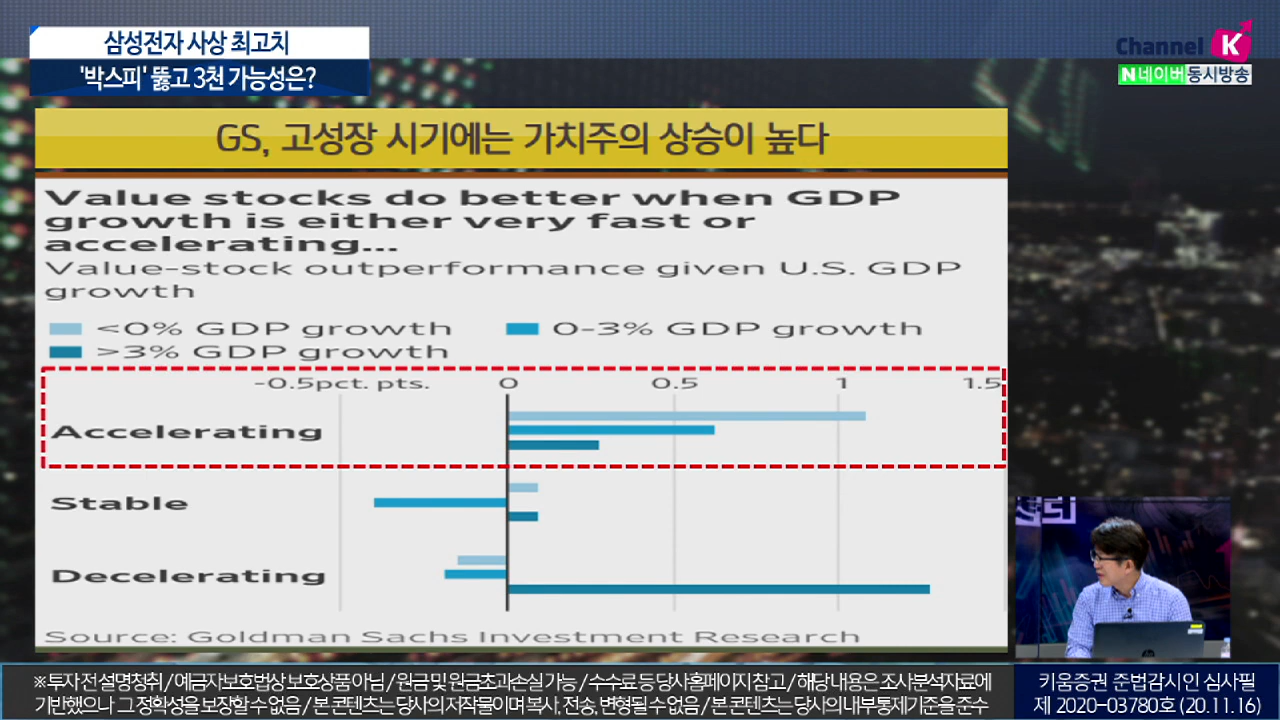 삼성전자 사상 최고치
'박스피' 뚫고 3천 가능성은?
Channel K
N 네이버 동시방송
GS, 고성장 시기에는 가치주의 상승이 높다
Value stocks do better when GDP
growth is either very fast or
accelerating...
Value-stock outperformance given U.S. GDP
growth
<0% GDP growth 0-3% GDP growth
>3% GDP growth
-0.5pct. pts. 0 0.5 1 1.5
Accelerating
Stable
Decelerating
Source: Goldman Sachs Investment Research
※ 투자 전 설명청취 / 예금자보호법상 보호상품 아님 / 원금 및 원금초과손실 가능 / 수수료 등 당사홈페이지 참고 / 해당 내용은 조사분석자료에
기반했으나 그 정확성을 보장할 수 없음 / 본 콘텐츠는 당사의 저작물이며 복사, 전송, 변형될 수 없음 / 본 콘텐츠는 당사의 내부통제기준을 준수
키움증권 준법감시인 심사필
제 2020-03780호 (20.11.16)